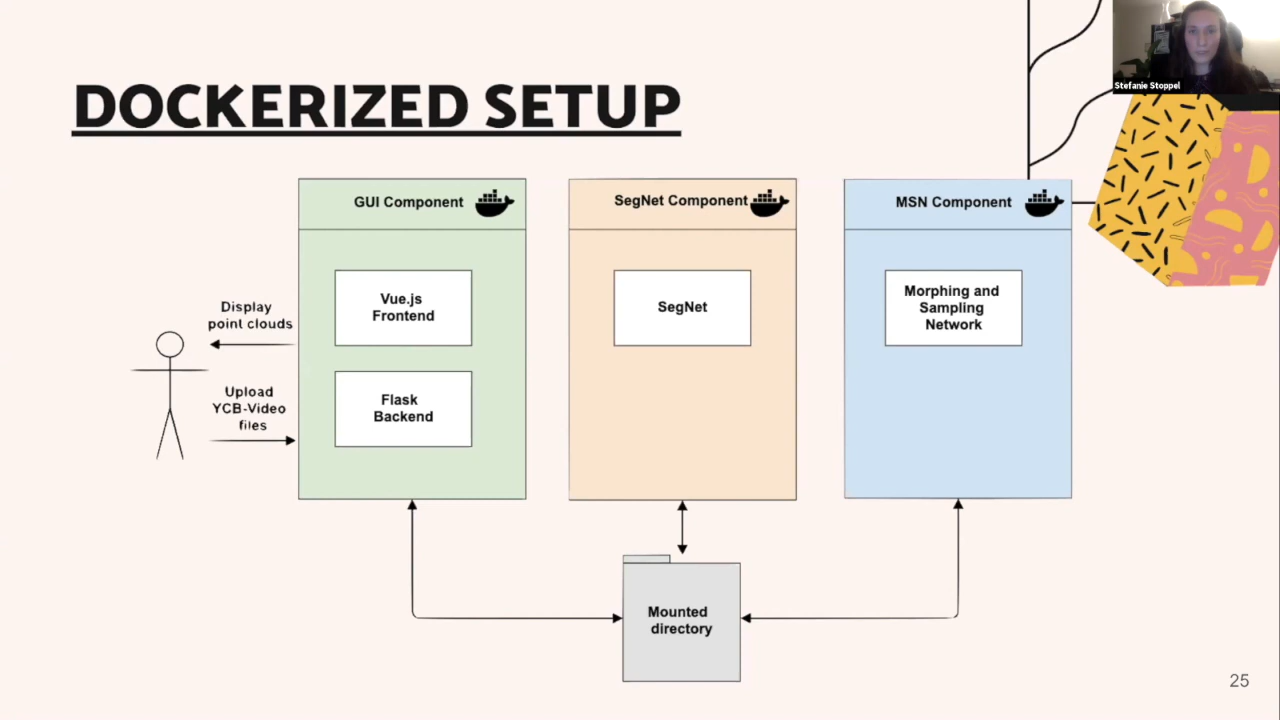 Stefanie Stoppel
DOCKERIZED SETUP
GUI Component
SegNet Component
MSN Component
Vue.js
Frontend
SegNet
Morphing and
Sampling
Network
Display
point clouds
Upload
YCB-Video
files
Flask
Backend
Mounted
directory
25